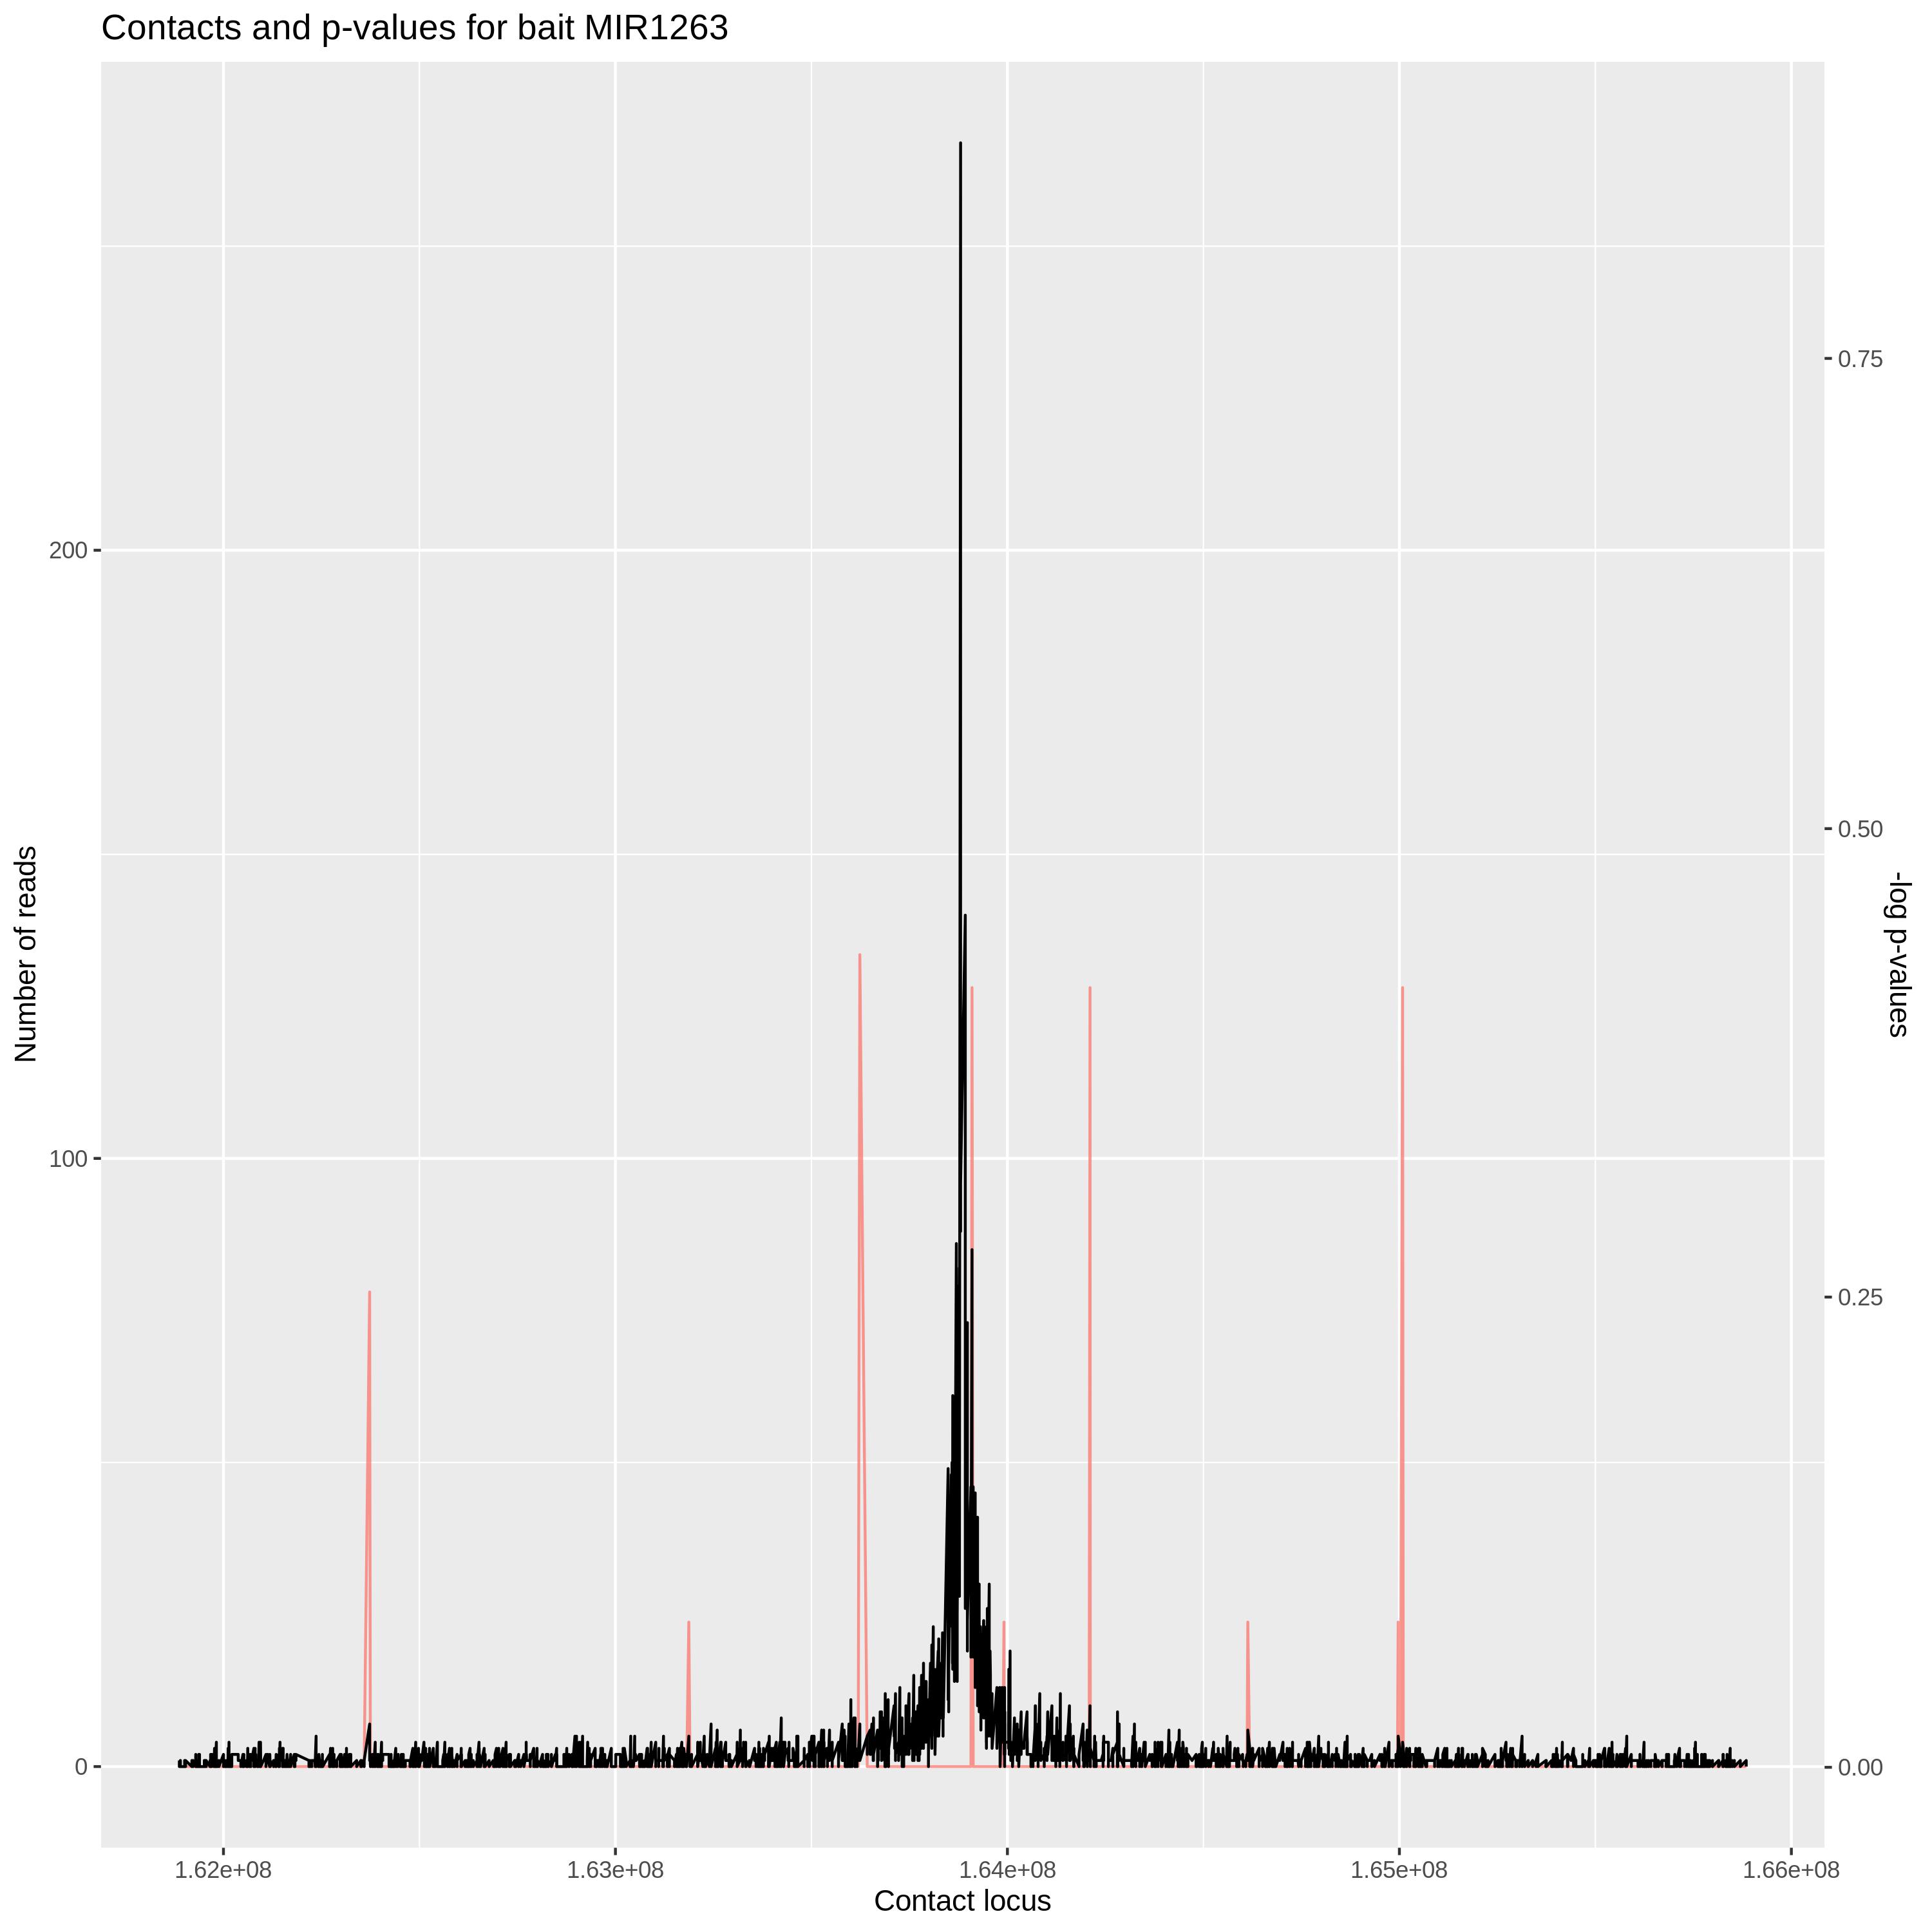 Contacts and p-values for bait MIR1263
200
100
0
Number of reads
0.75
0.50
0.25
0.00
-log p-values
1.62e+08 1.63e+08 1.64e+08 1.65e+08 1.66e+08
Contact locus